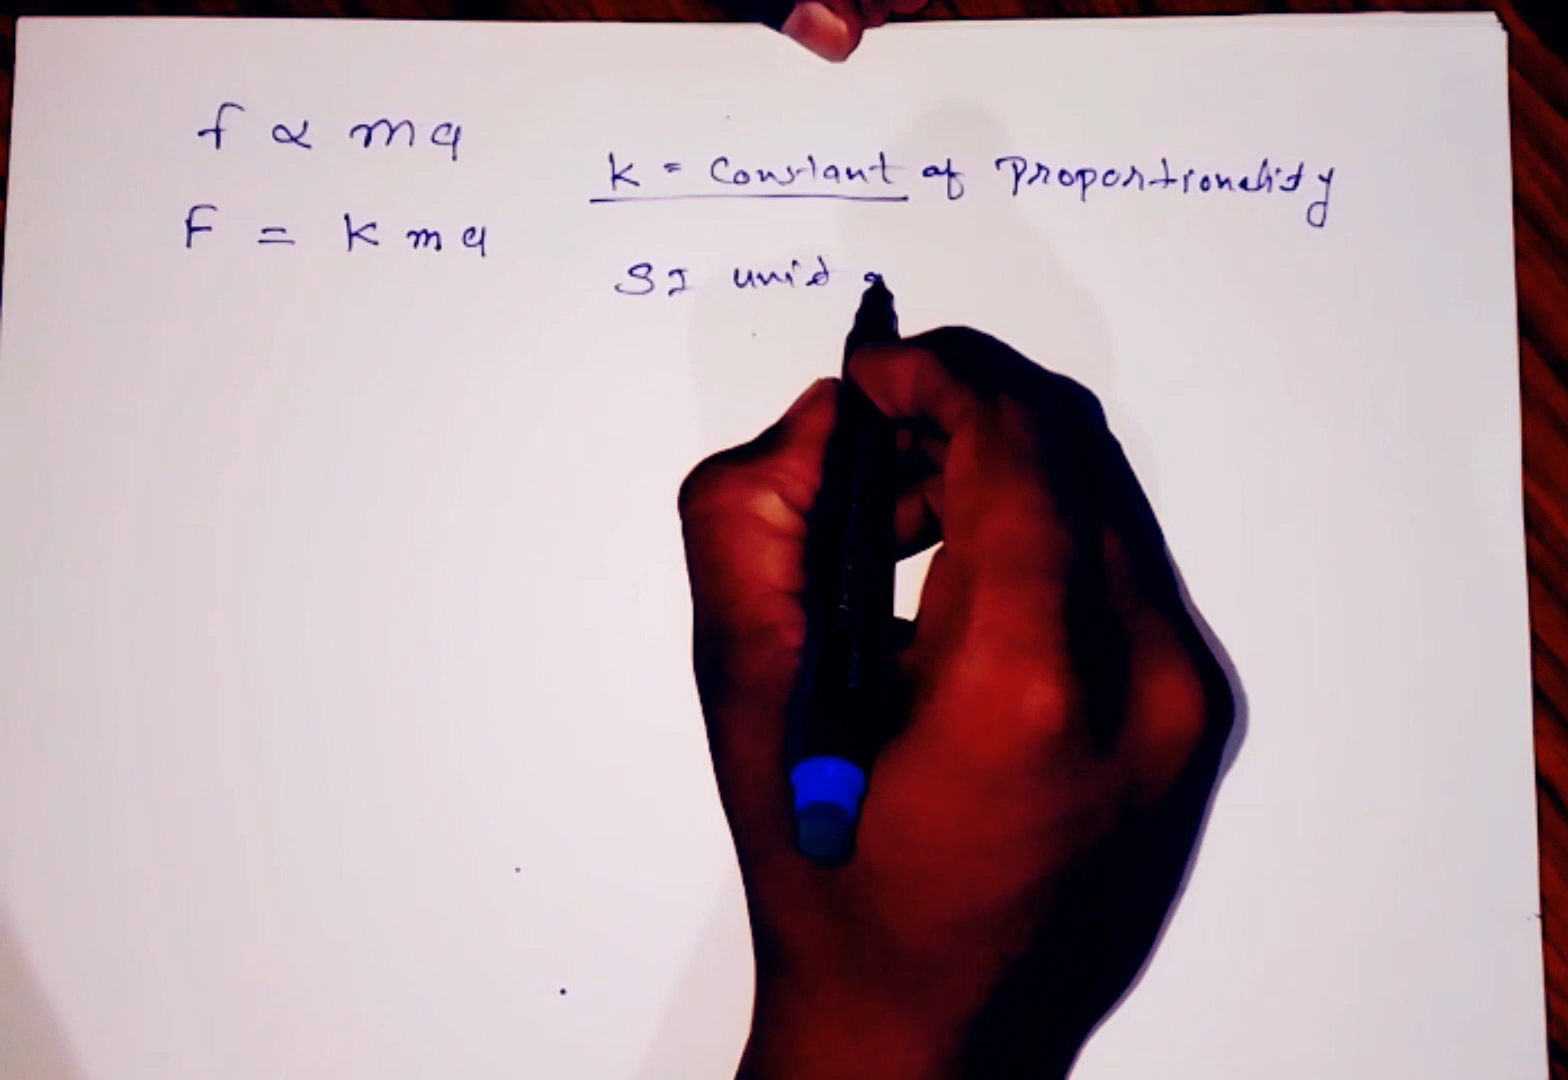 f ∝ ma
k = Constant of Proportionality
F = k ma
SI unit